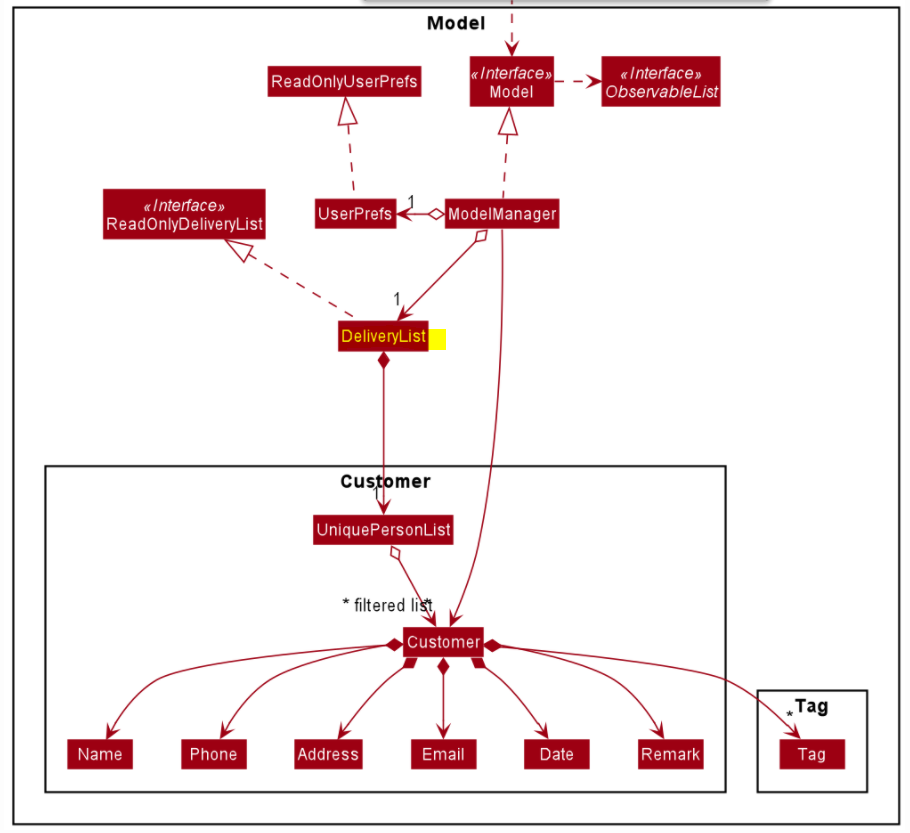 Model
ReadOnlyUserPrefs
«Interface»
Model
«Interface»
ObservableList
«Interface»
ReadOnlyDeliveryList
UserPrefs
1
ModelManager
1
DeliveryList
Customer
1
UniquePersonList
* filtered list
*
Customer
Tag
*
Name
Phone
Address
Email
Date
Remark
Tag